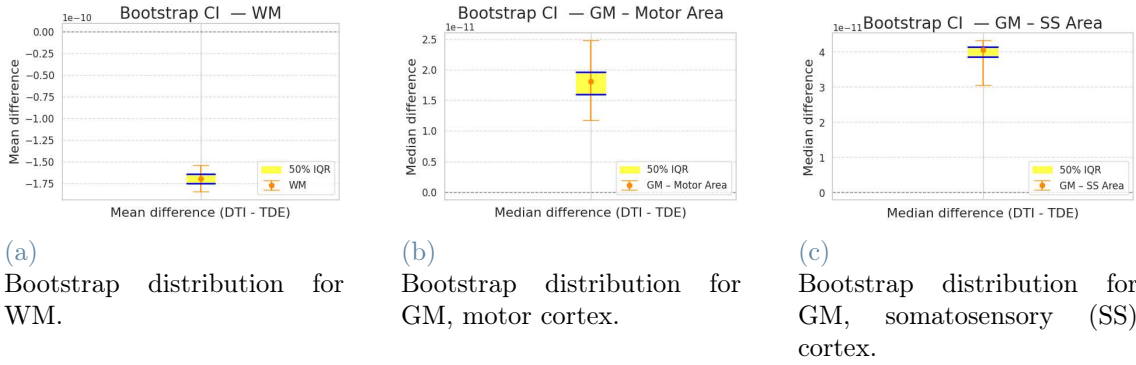 Bootstrap CI — WM
1e−10
0.00
−0.25
−0.50
−0.75
−1.00
−1.25
−1.50
−1.75
Mean difference
50% IQR
WM
Mean difference (DTI - TDE)
(a)
Bootstrap distribution for
WM.
Bootstrap CI — GM – Motor Area
1e−11
2.5
2.0
1.5
1.0
0.5
0.0
Median difference
50% IQR
GM – Motor Area
Median difference (DTI - TDE)
(b)
Bootstrap distribution for
GM, motor cortex.
Bootstrap CI — GM – SS Area
1e−11
4
3
2
1
0
Median difference
50% IQR
GM – SS Area
Median difference (DTI - TDE)
(c)
Bootstrap distribution for
GM, somatosensory (SS)
cortex.